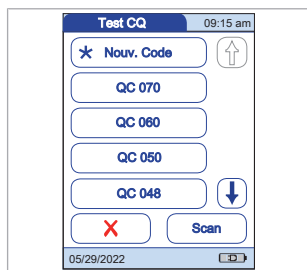 Test CQ 09:15 am
* Nouv. Code
QC 070
QC 060
QC 050
QC 048
X Scan
05/29/2022